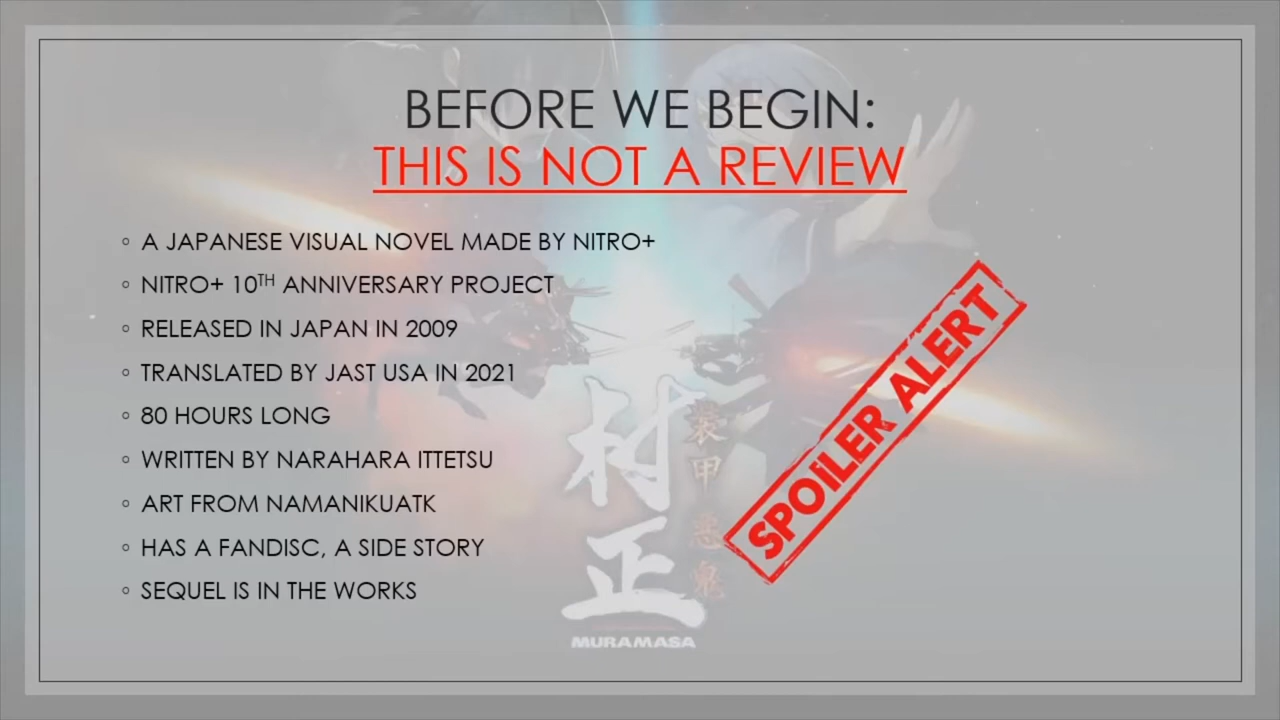 BEFORE WE BEGIN:
THIS IS NOT A REVIEW
◦ A JAPANESE VISUAL NOVEL MADE BY NITRO+
◦ NITRO+ 10TH ANNIVERSARY PROJECT
◦ RELEASED IN JAPAN IN 2009
◦ TRANSLATED BY JAST USA IN 2021
◦ 80 HOURS LONG
◦ WRITTEN BY NARAHARA ITTETSU
◦ ART FROM NAMANIKUATK
◦ HAS A FANDISC, A SIDE STORY
◦ SEQUEL IS IN THE WORKS
SPOILER ALERT
装甲悪鬼
村正
MURAMASA